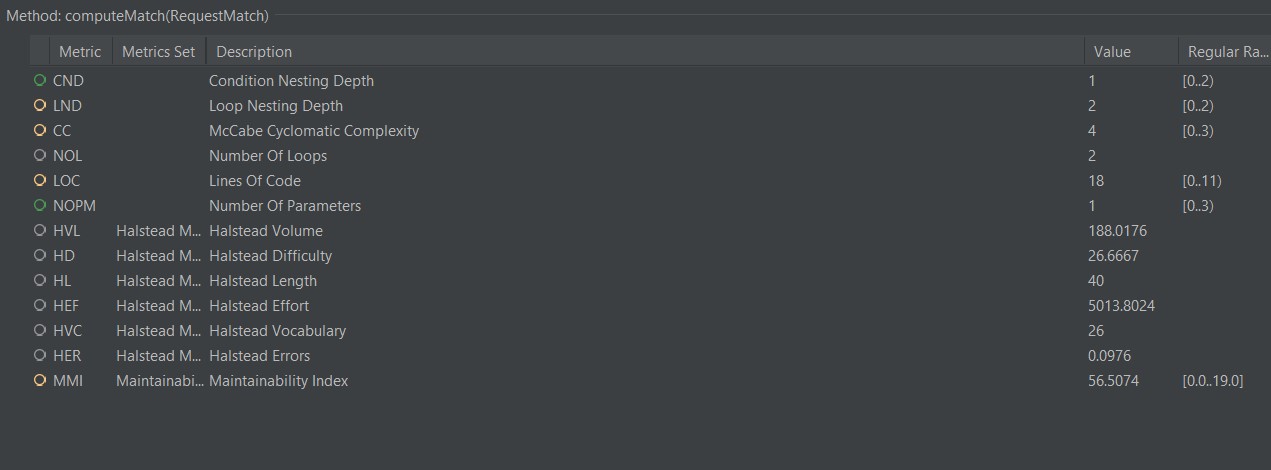 Method: computeMatch(RequestMatch)
Metric Metrics Set Description Value Regular Ra...
CND Condition Nesting Depth 1 [0..2)
LND Loop Nesting Depth 2 [0..2)
CC McCabe Cyclomatic Complexity 4 [0..3)
NOL Number Of Loops 2
LOC Lines Of Code 18 [0..11)
NOPM Number Of Parameters 1 [0..3)
HVL Halstead M... Halstead Volume 188.0176
HD Halstead M... Halstead Difficulty 26.6667
HL Halstead M... Halstead Length 40
HEF Halstead M... Halstead Effort 5013.8024
HVC Halstead M... Halstead Vocabulary 26
HER Halstead M... Halstead Errors 0.0976
MMI Maintainabi... Maintainability Index 56.5074 [0.0..19.0]